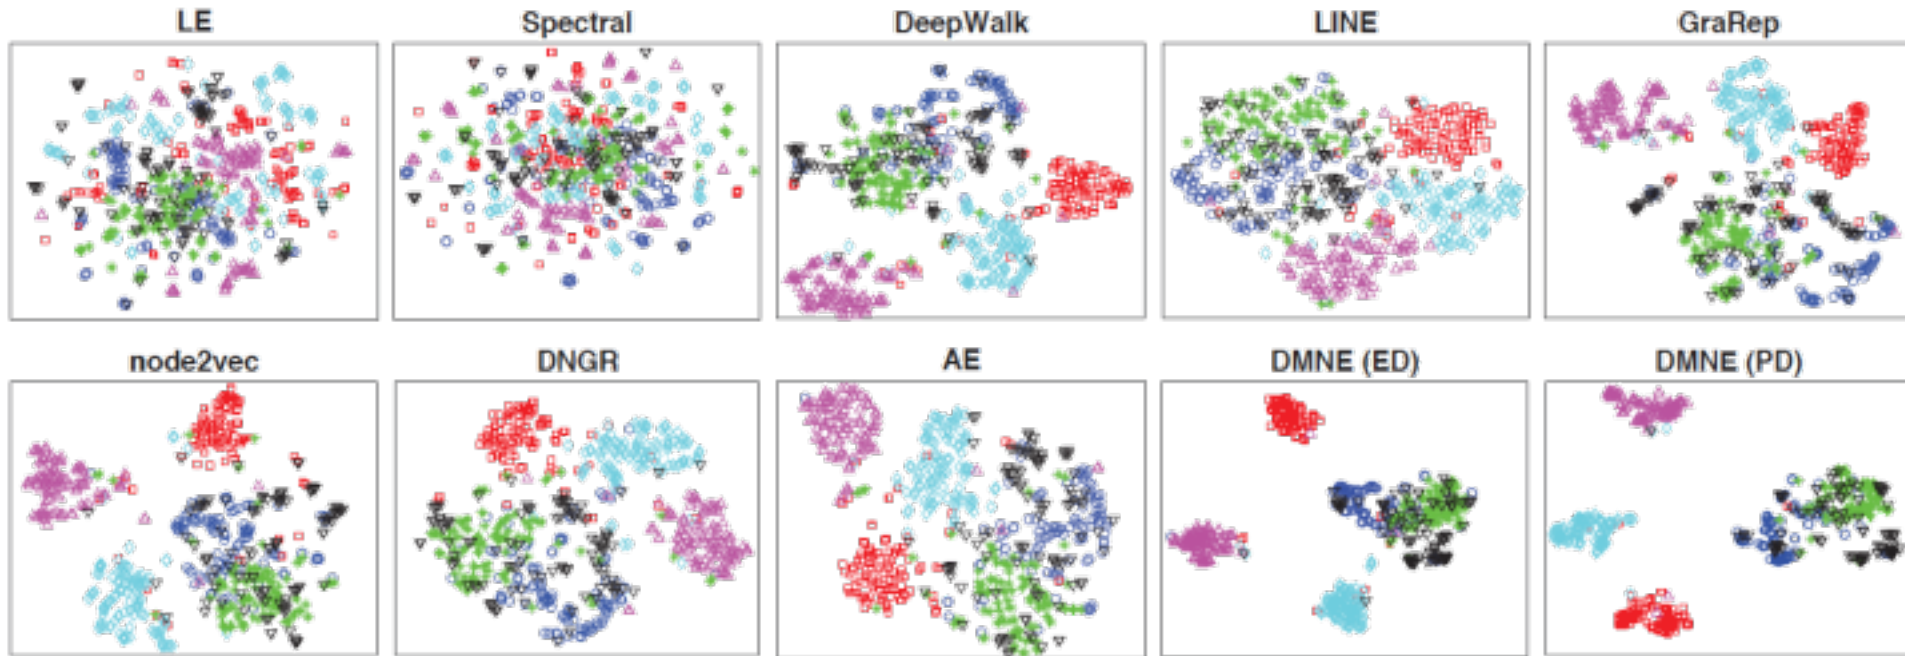 LE Spectral DeepWalk LINE GraRep
node2vec DNGR AE DMNE (ED) DMNE (PD)